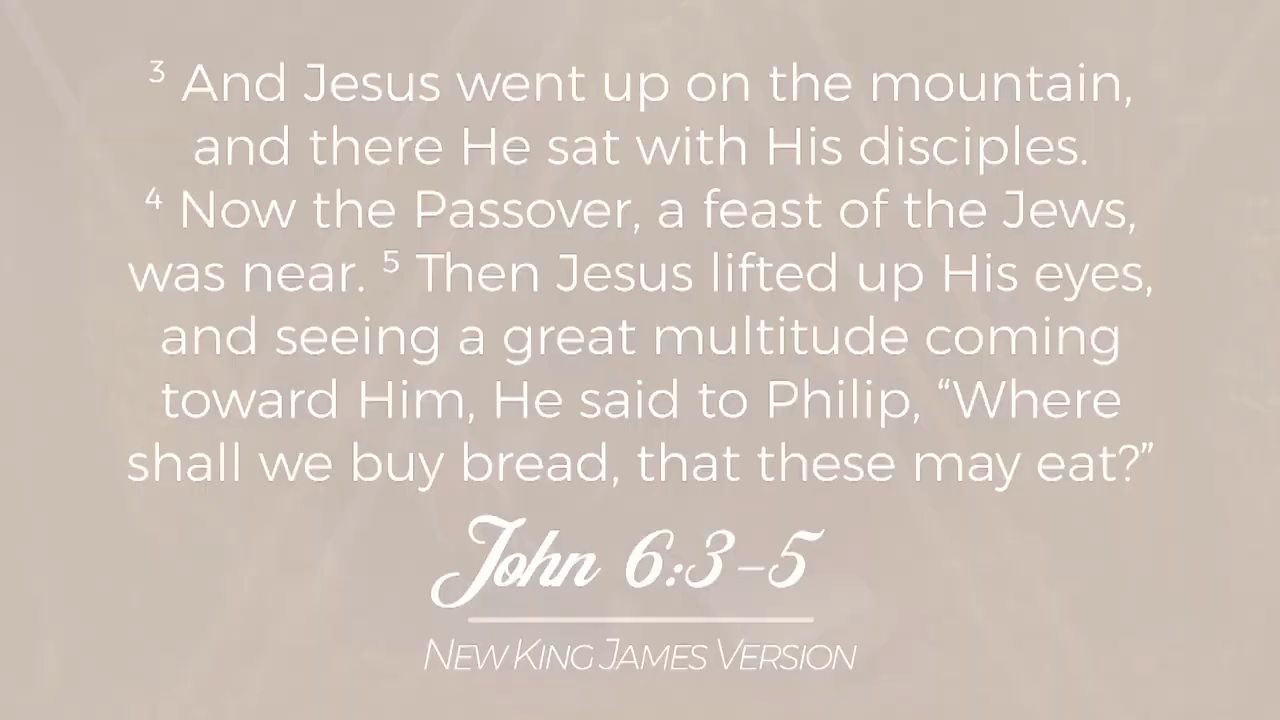 ³ And Jesus went up on the mountain,
and there He sat with His disciples.
⁴ Now the Passover, a feast of the Jews,
was near. ⁵ Then Jesus lifted up His eyes,
and seeing a great multitude coming
toward Him, He said to Philip, “Where
shall we buy bread, that these may eat?”
John 6:3–5
New King James Version